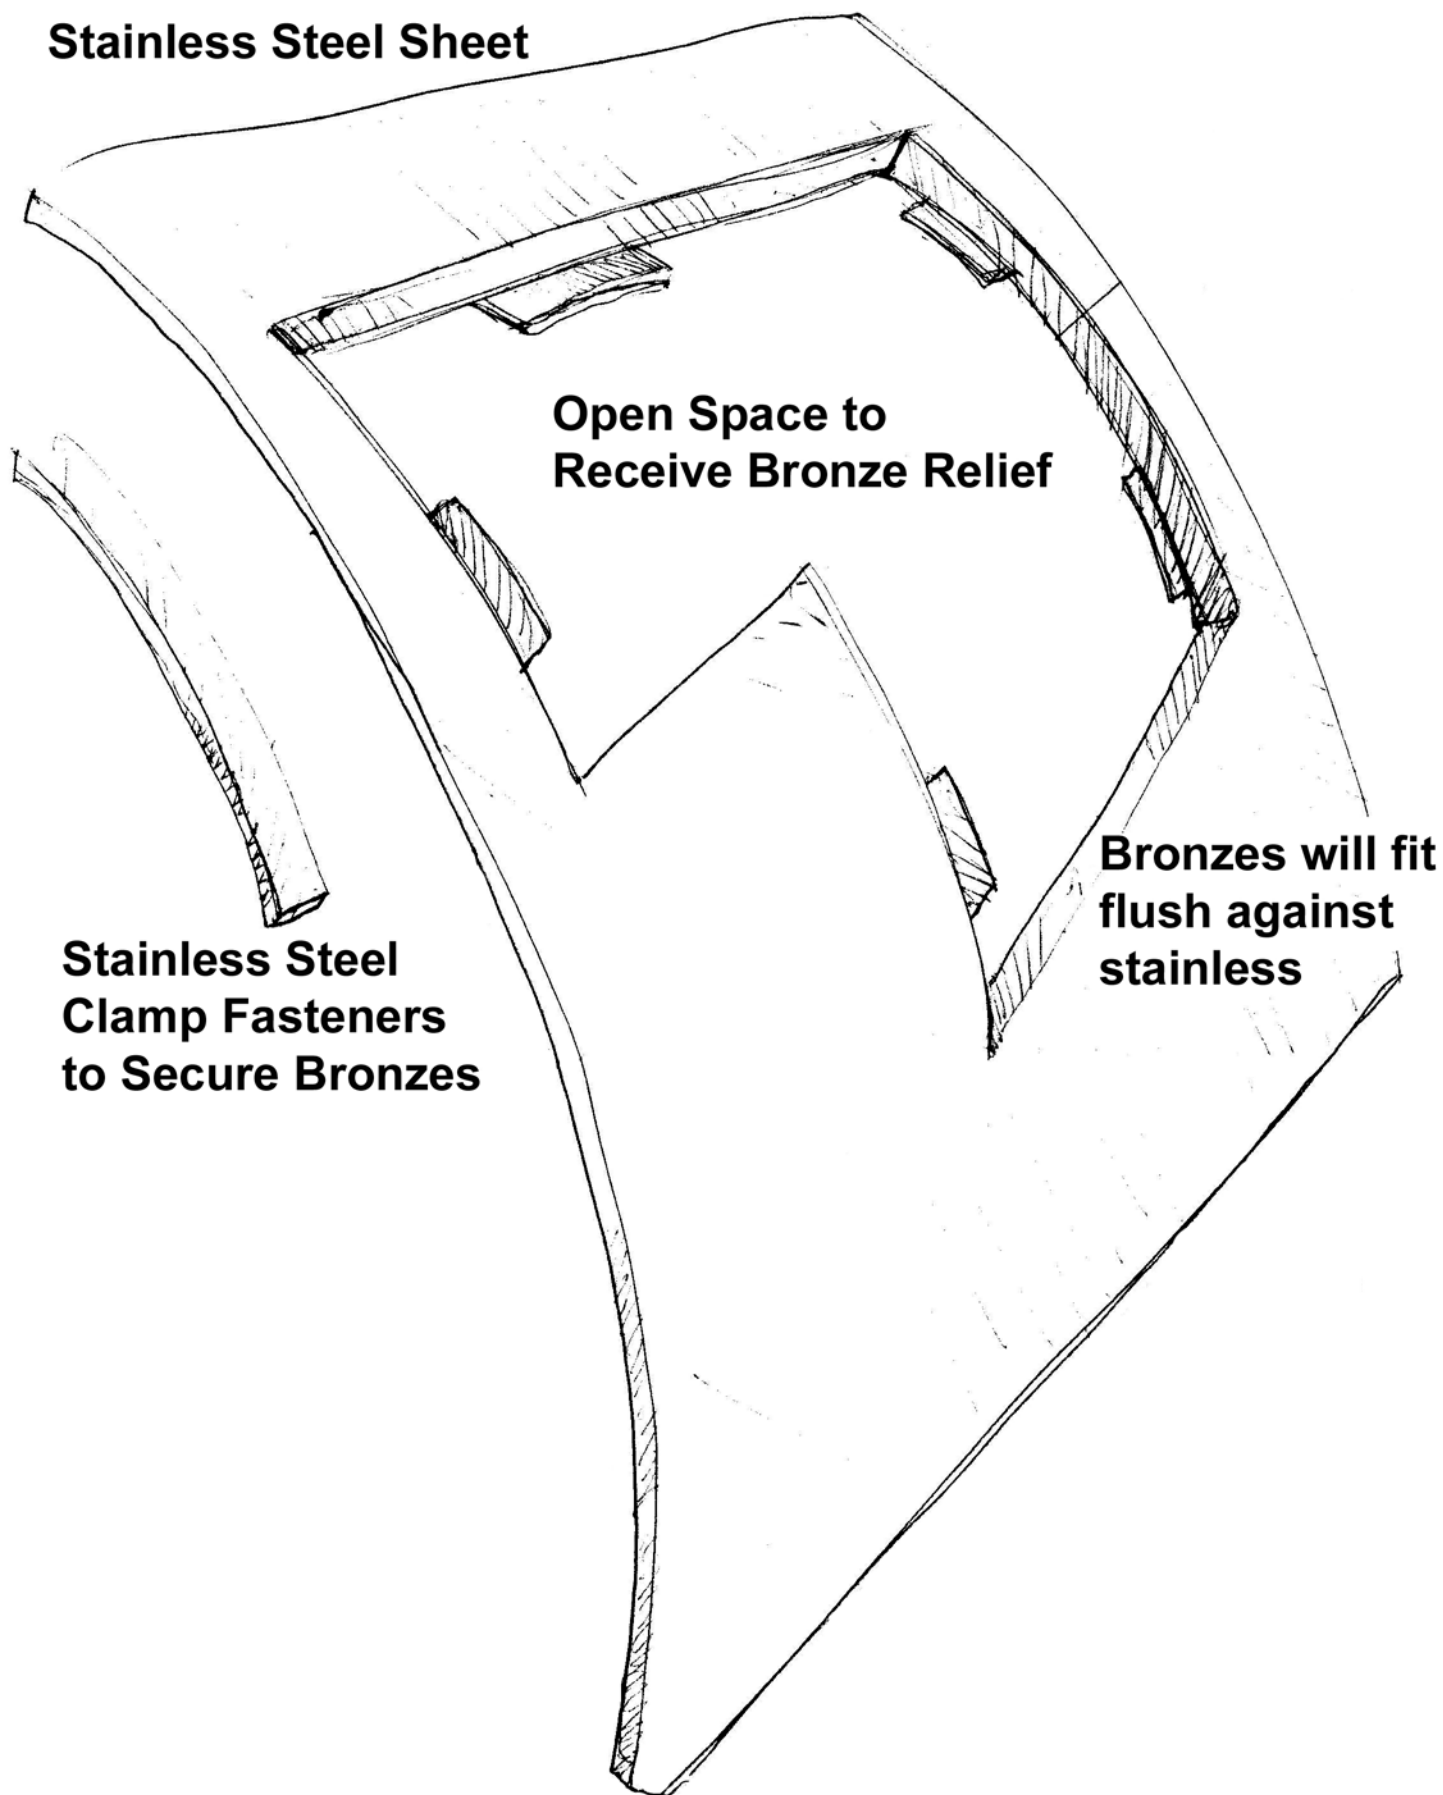 Stainless Steel Sheet
Open Space to
Receive Bronze Relief
Bronzes will fit
flush against
stainless
Stainless Steel
Clamp Fasteners
to Secure Bronzes